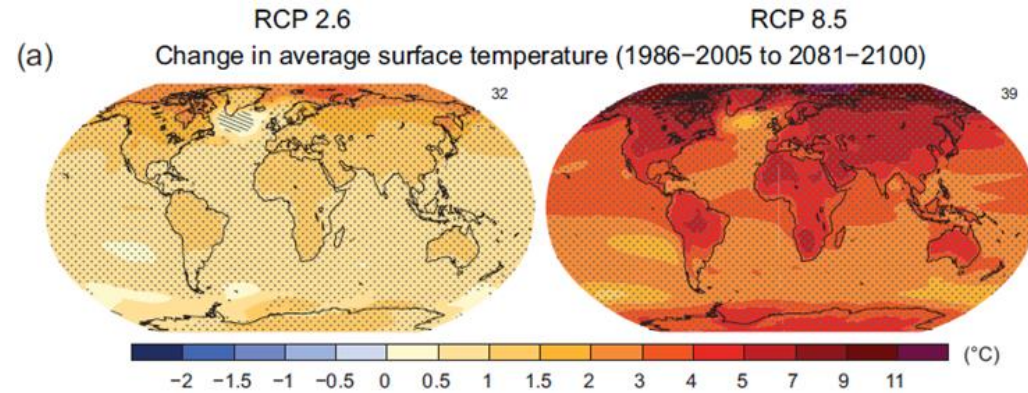 RCP 2.6 RCP 8.5
(a) Change in average surface temperature (1986−2005 to 2081−2100)
32 39
(°C)
−2 −1.5 −1 −0.5 0 0.5 1 1.5 2 3 4 5 7 9 11